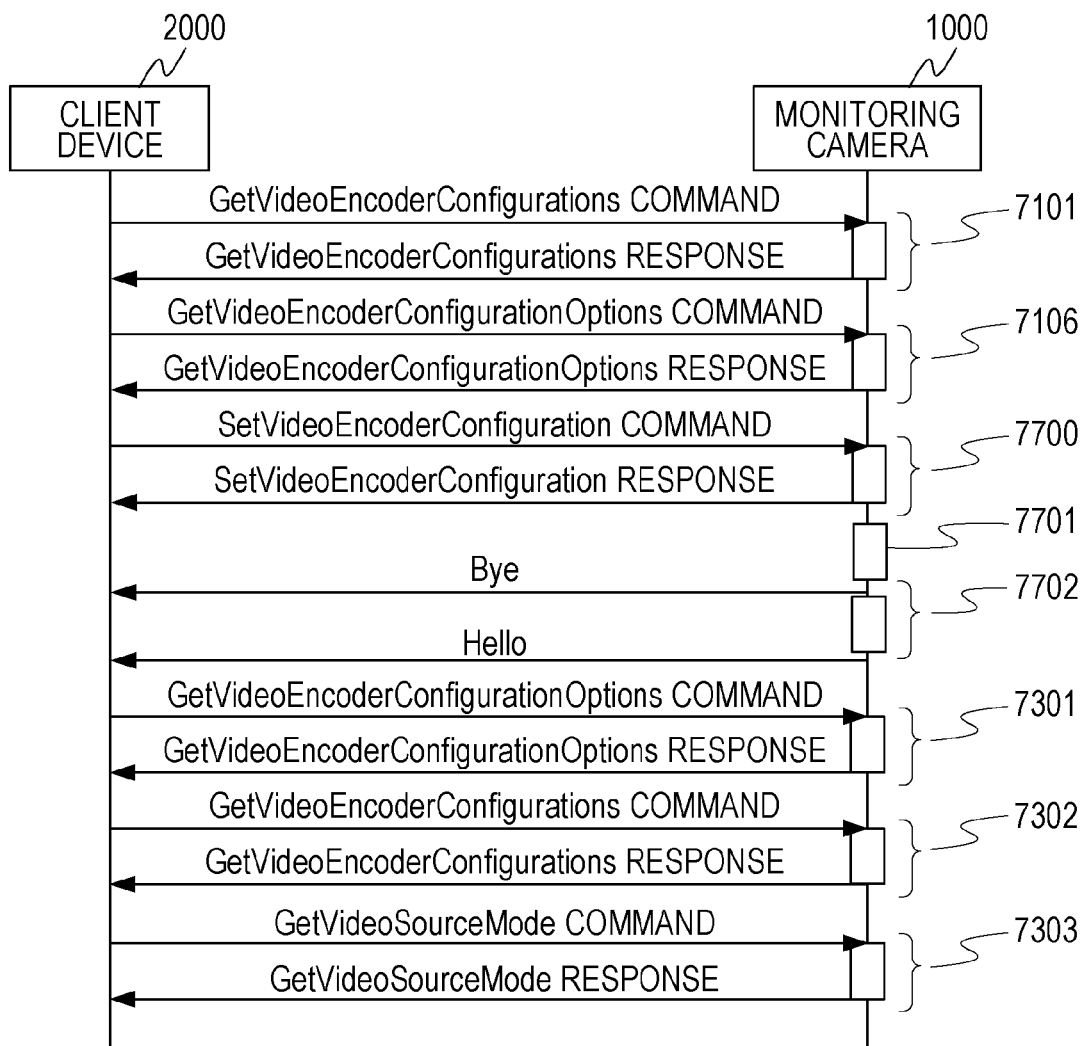 2000
1000
CLIENT
DEVICE
MONITORING
CAMERA
GetVideoEncoderConfigurations COMMAND
7101
GetVideoEncoderConfigurations RESPONSE
GetVideoEncoderConfigurationOptions COMMAND
7106
GetVideoEncoderConfigurationOptions RESPONSE
SetVideoEncoderConfiguration COMMAND
7700
SetVideoEncoderConfiguration RESPONSE
7701
Bye
7702
Hello
GetVideoEncoderConfigurationOptions COMMAND
7301
GetVideoEncoderConfigurationOptions RESPONSE
GetVideoEncoderConfigurations COMMAND
7302
GetVideoEncoderConfigurations RESPONSE
GetVideoSourceMode COMMAND
7303
GetVideoSourceMode RESPONSE